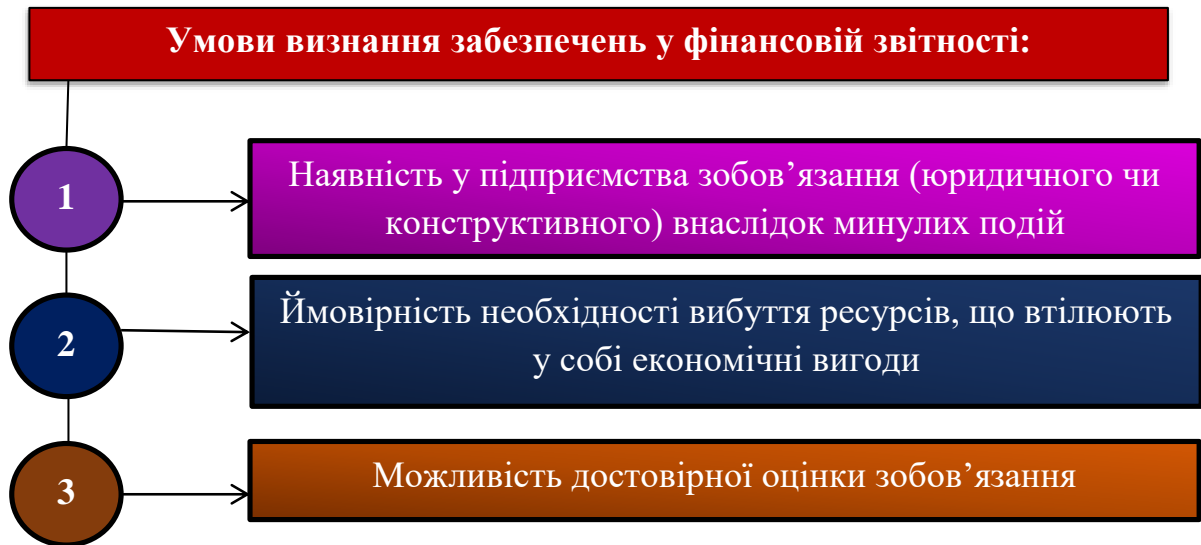 Умови визнання забезпечень у фінансовій звітності:
1
Наявність у підприємства зобов’язання (юридичного чи
конструктивного) внаслідок минулих подій
2
Ймовірність необхідності вибуття ресурсів, що втілюють
у собі економічні вигоди
3
Можливість достовірної оцінки зобов’язання